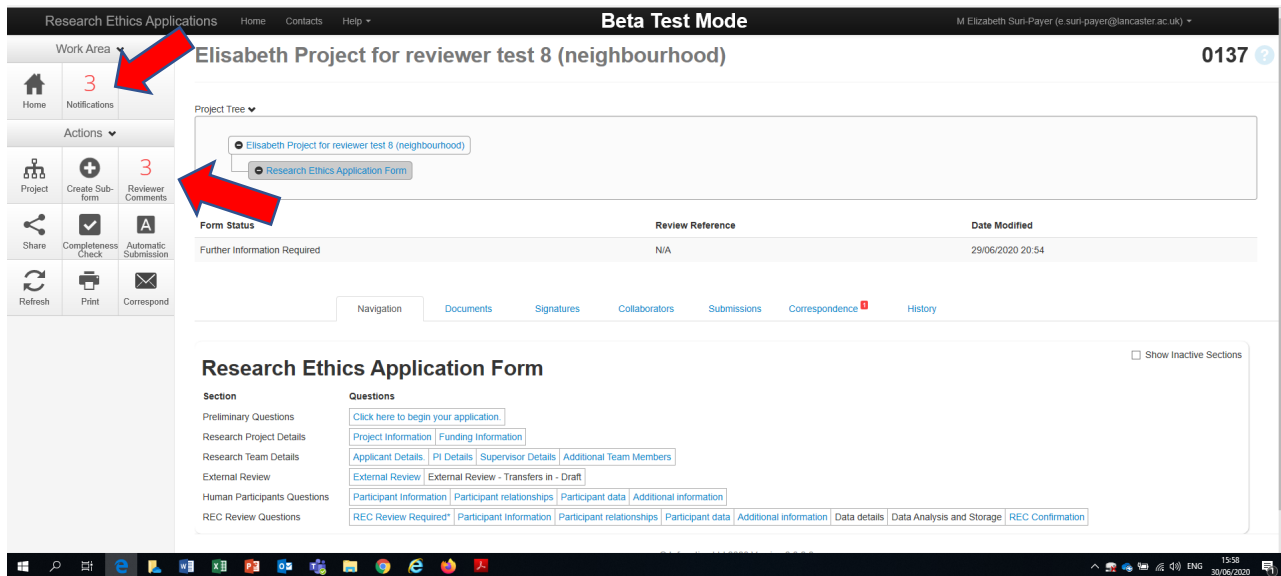 Research Ethics Applications Home Contacts Help Beta Test Mode M Elizabeth Suri-Payer (e.suri-payer@lancaster.ac.uk)
Work Area
Elisabeth Project for reviewer test 8 (neighbourhood) 0137 ?
3
Home Notifications
Project Tree
Actions
Elisabeth Project for reviewer test 8 (neighbourhood)
Research Ethics Application Form
3
Project Create Sub-form Reviewer Comments
Form Status Review Reference Date Modified
Further Information Required N/A 29/06/2020 20:54
Share Completeness Check Automatic Submission
Refresh Print Correspond
Navigation Documents Signatures Collaborators Submissions Correspondence 1 History
Show Inactive Sections
Research Ethics Application Form
Section Questions
Preliminary Questions Click here to begin your application.
Research Project Details Project Information Funding Information
Research Team Details Applicant Details. PI Details Supervisor Details Additional Team Members
External Review External Review External Review - Transfers in - Draft
Human Participants Questions Participant Information Participant relationships Participant data Additional information
REC Review Questions REC Review Required* Participant Information Participant relationships Participant data Additional information Data details Data Analysis and Storage REC Confirmation
ENG 15:58
30/06/2020